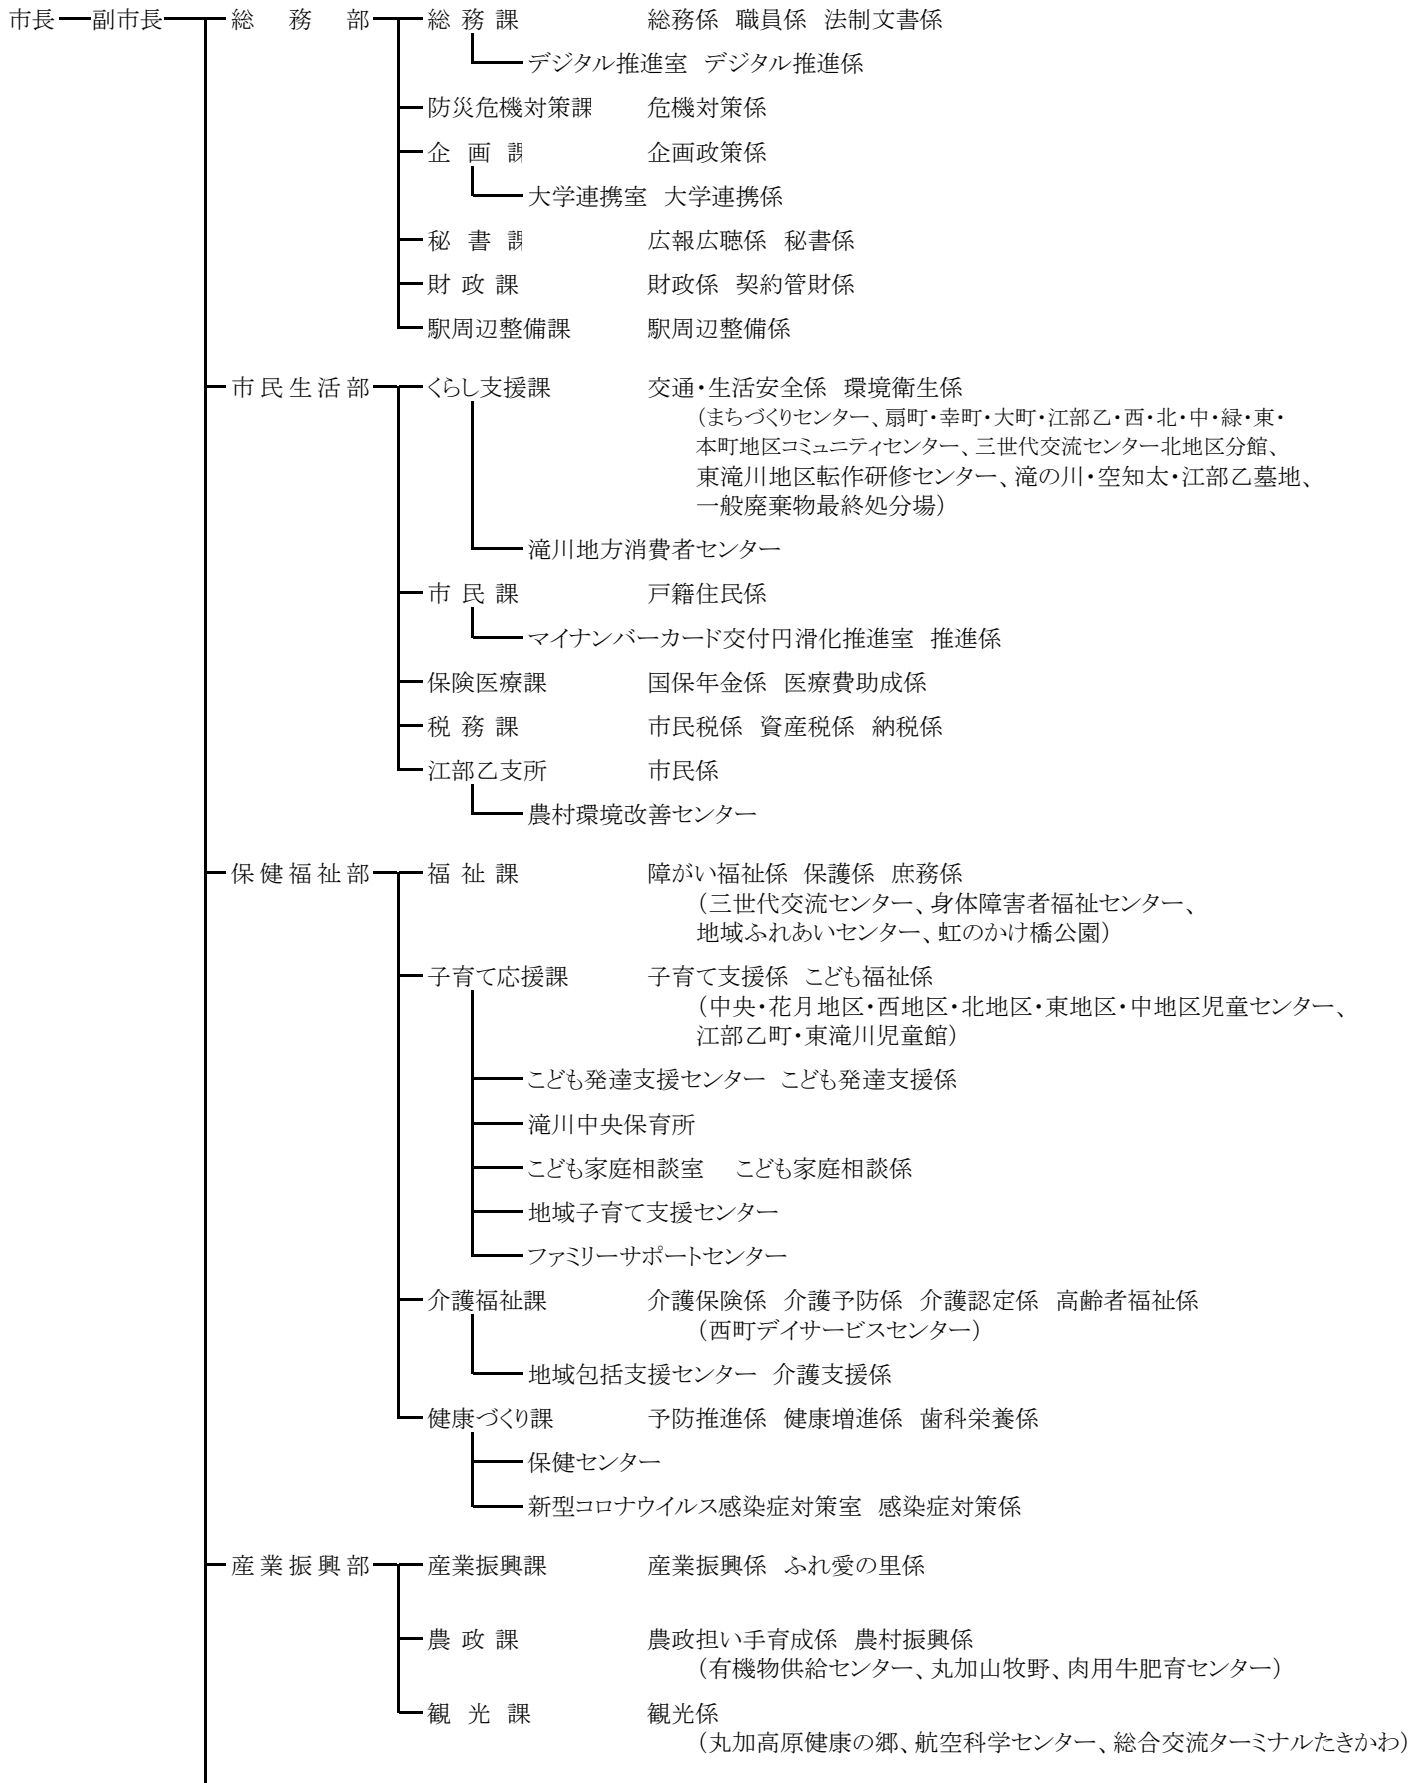 市長 副市長 総務部 総務課 総務係 職員係 法制文書係
デジタル推進室 デジタル推進係
防災危機対策課 危機対策係
企画課 企画政策係
大学連携室 大学連携係
秘書課 広報広聴係 秘書係
財政課 財政係 契約管財係
駅周辺整備課 駅周辺整備係
市民生活部 くらし支援課 交通・生活安全係 環境衛生係
（まちづくりセンター、扇町・幸町・大町・江部乙・西・北・中・緑・東・
本町地区コミュニティセンター、三世代交流センター北地区分館、
東滝川地区転作研修センター、滝の川・空知太・江部乙墓地、
一般廃棄物最終処分場）
滝川地方消費者センター
市民課 戸籍住民係
マイナンバーカード交付円滑化推進室 推進係
保険医療課 国保年金係 医療費助成係
税務課 市民税係 資産税係 納税係
江部乙支所 市民係
農村環境改善センター
保健福祉部 福祉課 障がい福祉係 保護係 庶務係
（三世代交流センター、身体障害者福祉センター、
地域ふれあいセンター、虹のかけ橋公園）
子育て応援課 子育て支援係 こども福祉係
（中央・花月地区・西地区・北地区・東地区・中地区児童センター、
江部乙町・東滝川児童館）
こども発達支援センター こども発達支援係
滝川中央保育所
こども家庭相談室 こども家庭相談係
地域子育て支援センター
ファミリーサポートセンター
介護福祉課 介護保険係 介護予防係 介護認定係 高齢者福祉係
（西町デイサービスセンター）
地域包括支援センター 介護支援係
健康づくり課 予防推進係 健康増進係 歯科栄養係
保健センター
新型コロナウイルス感染症対策室 感染症対策係
産業振興部 産業振興課 産業振興係 ふれ愛の里係
農政課 農政担い手育成係 農村振興係
（有機物供給センター、丸加山牧野、肉用牛肥育センター）
観光課 観光係
（丸加高原健康の郷、航空科学センター、総合交流ターミナルたきかわ）